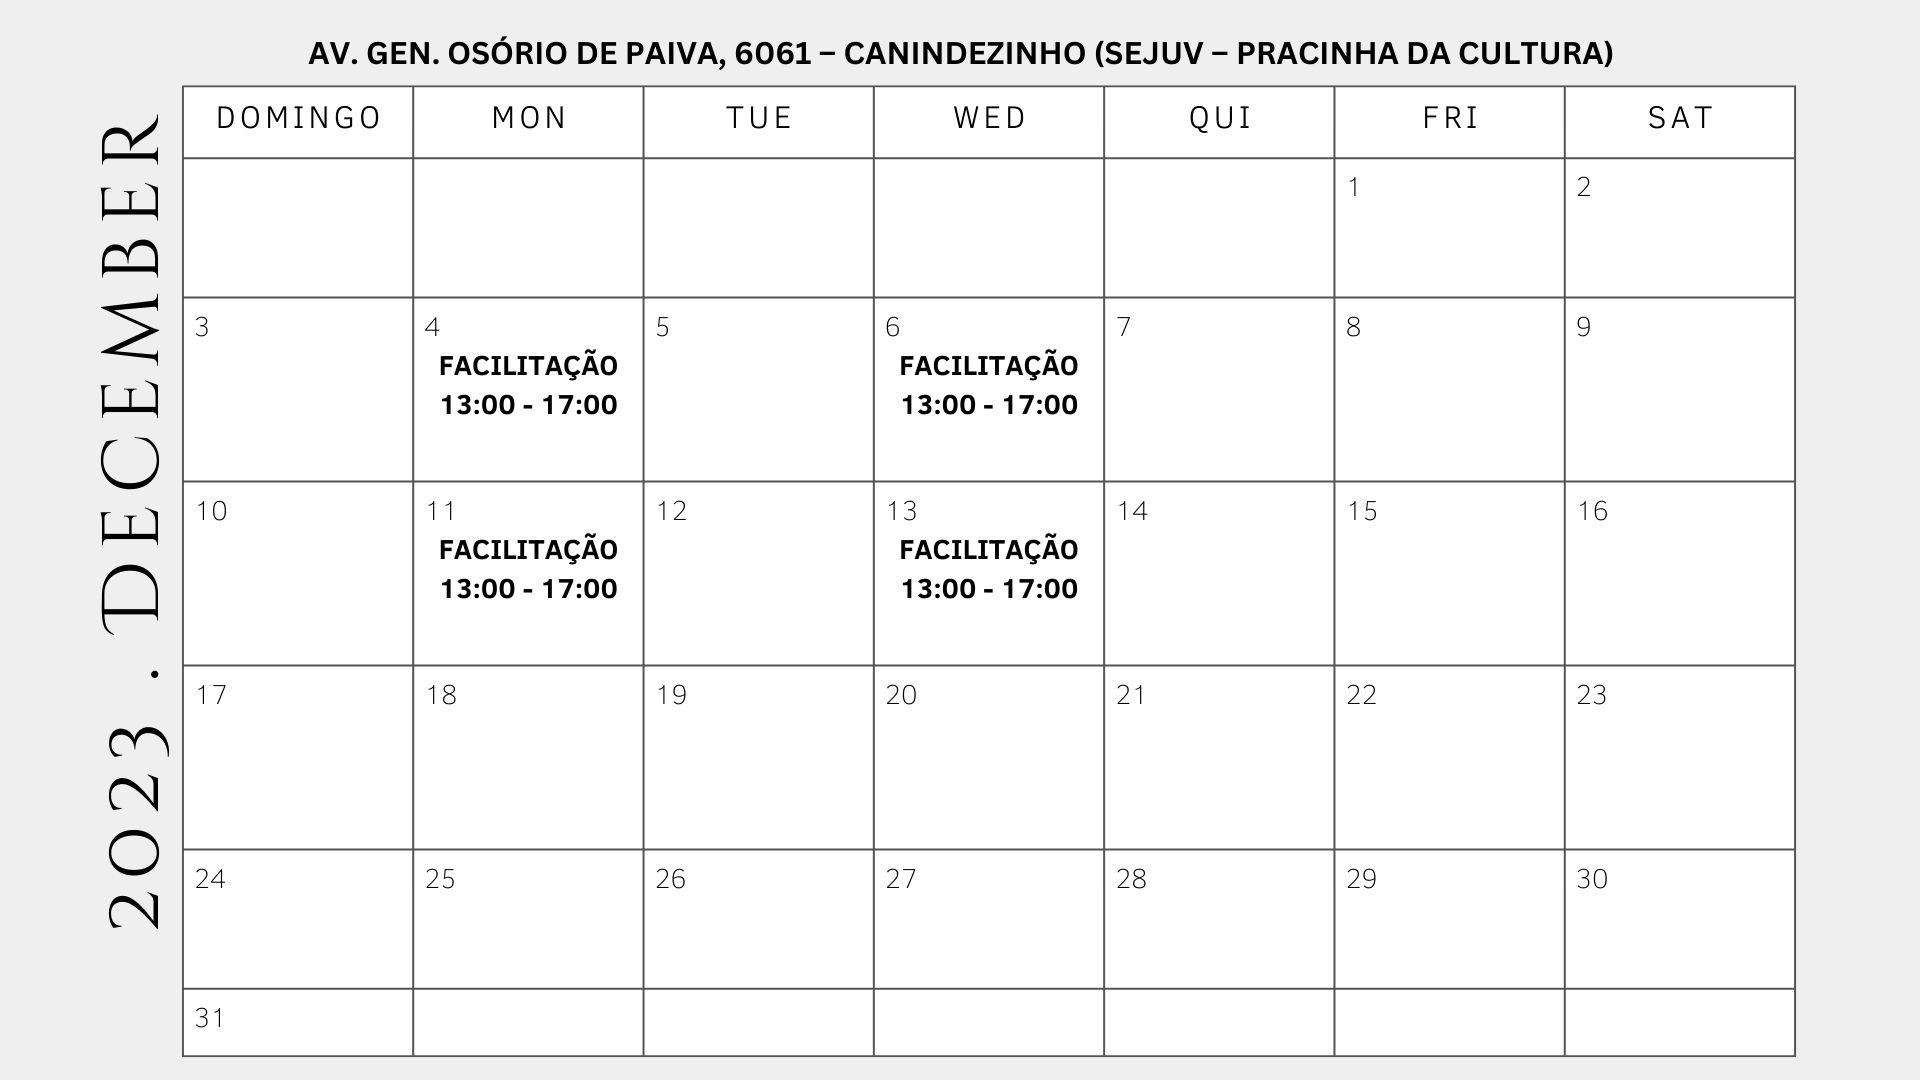 AV. GEN. OSÓRIO DE PAIVA, 6061 – CANINDEZINHO (SEJUV – PRACINHA DA CULTURA)
2023 . DECEMBER
DOMINGO MON TUE WED QUI FRI SAT
1 2
3 4 5 6 7 8 9
FACILITAÇÃO FACILITAÇÃO
13:00 - 17:00 13:00 - 17:00
10 11 12 13 14 15 16
FACILITAÇÃO FACILITAÇÃO
13:00 - 17:00 13:00 - 17:00
17 18 19 20 21 22 23
24 25 26 27 28 29 30
31